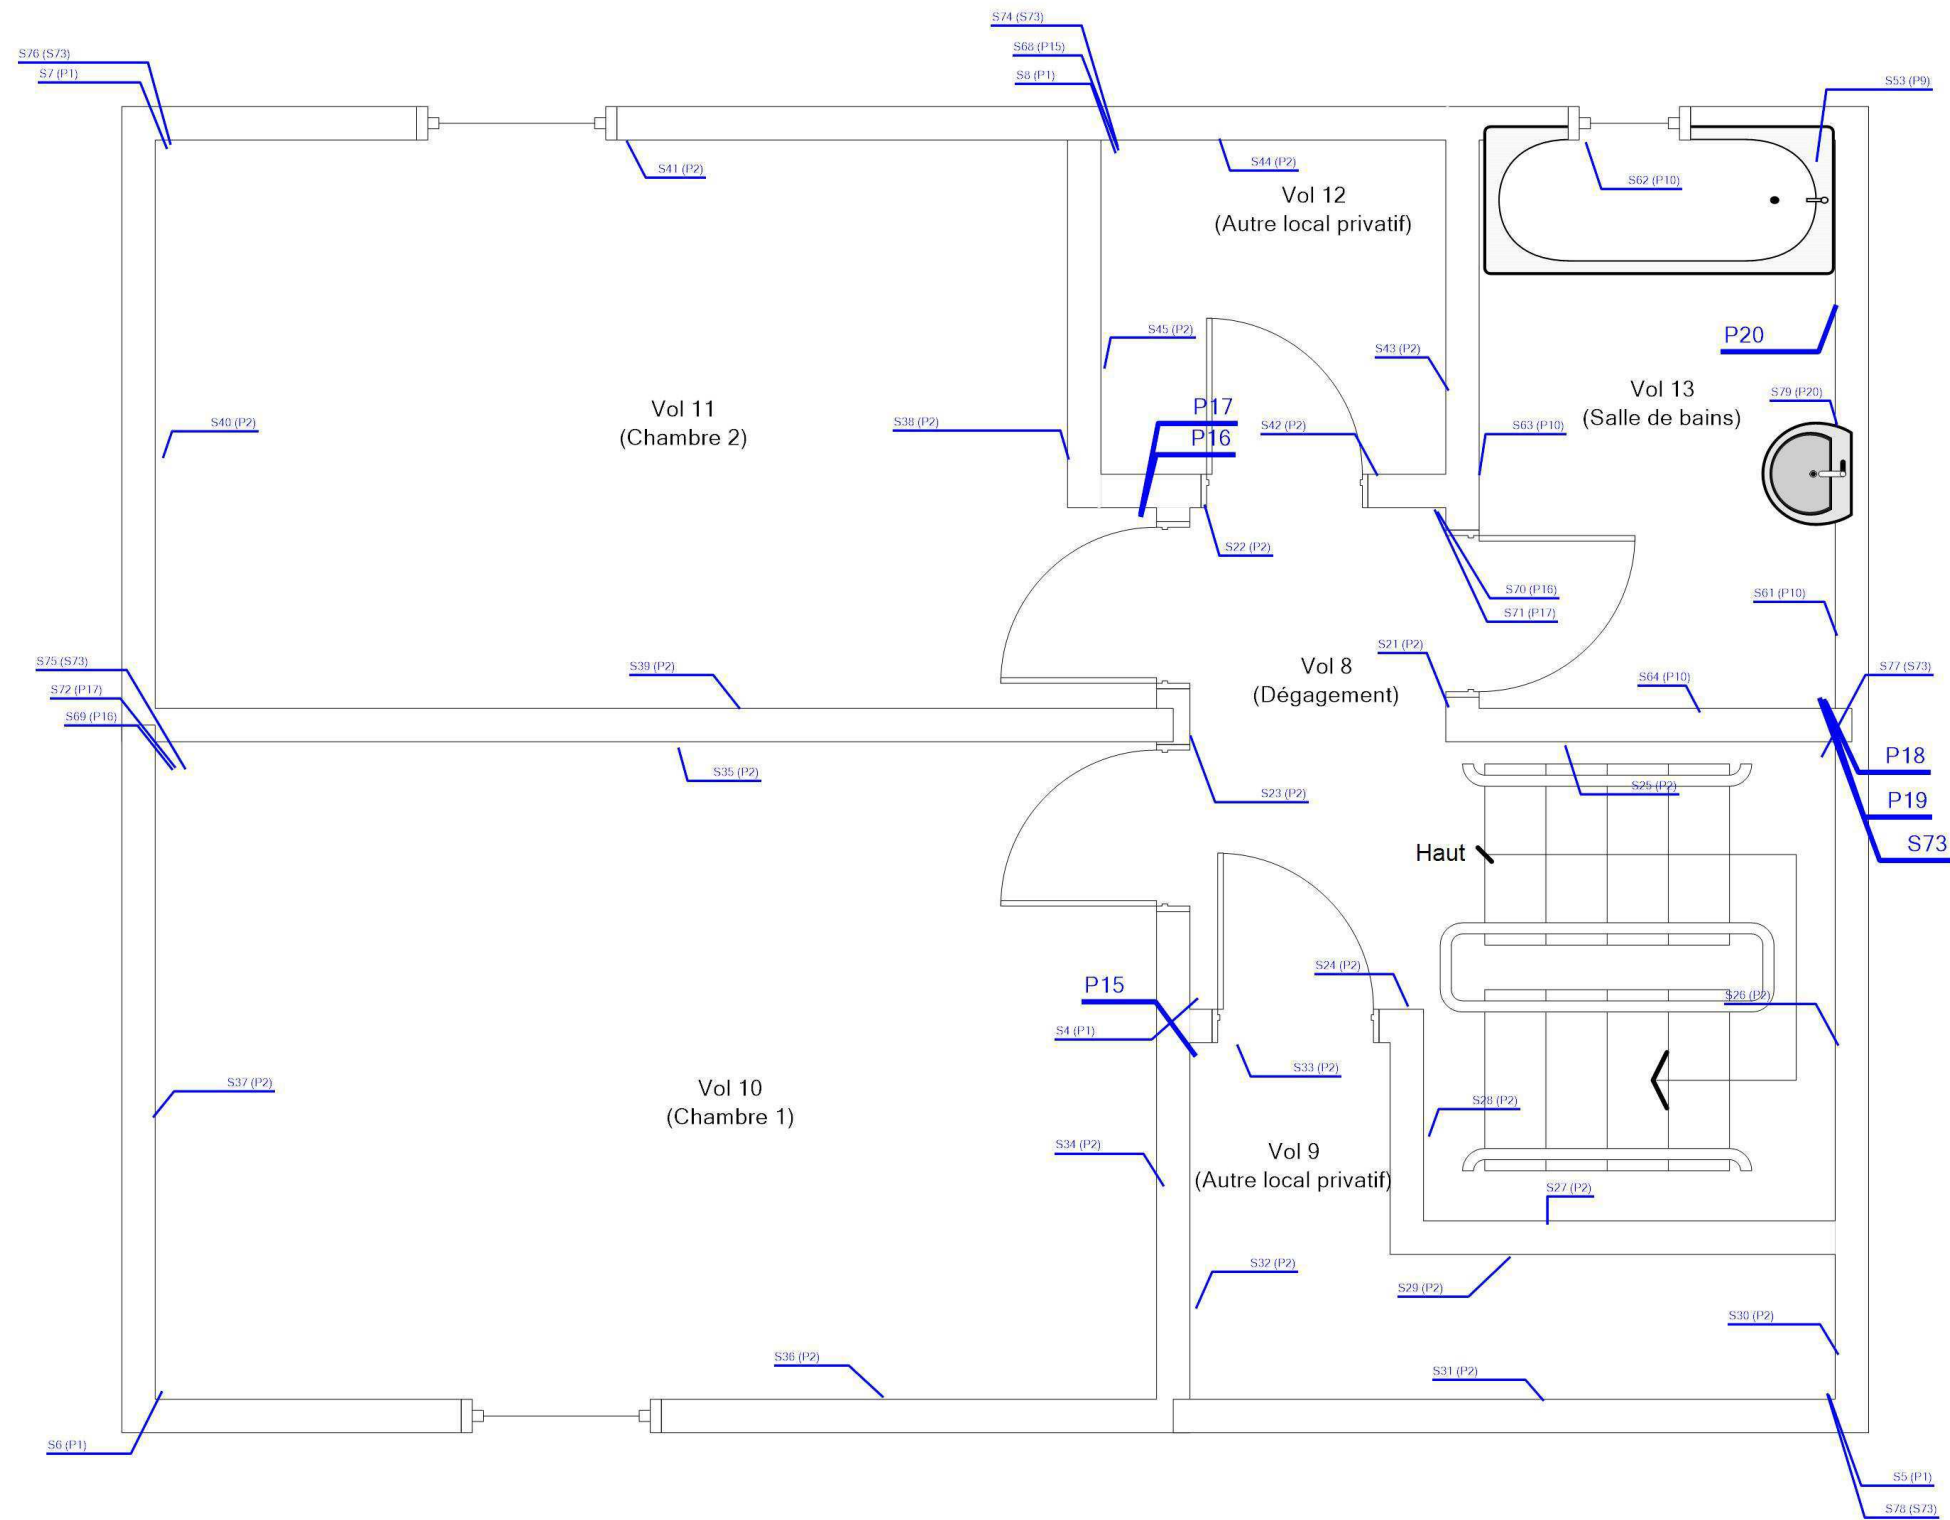 S74 (S73)
S68 (P15)
S8 (P1)
S76 (S73)
S7 (P1)
S53 (P9)
S41 (P2)
S44 (P2)
S62 (P10)
Vol 12
(Autre local privatif)
P20
S45 (P2)
S43 (P2)
Vol 13
(Salle de bains)
S79 (P20)
Vol 11
(Chambre 2)
S40 (P2)
S38 (P2)
P17
P16
S42 (P2)
S63 (P10)
S22 (P2)
S70 (P16)
S71 (P17)
S61 (P10)
S75 (S73)
S72 (P17)
S69 (P16)
S39 (P2)
S21 (P2)
Vol 8
(Dégagement)
S64 (P10)
S77 (S73)
S35 (P2)
S23 (P2)
S25 (P2)
P18
P19
S73
Haut
P15
S24 (P2)
S26 (P2)
S4 (P1)
S33 (P2)
S37 (P2)
Vol 10
(Chambre 1)
S28 (P2)
S34 (P2)
Vol 9
(Autre local privatif)
S27 (P2)
S32 (P2)
S29 (P2)
S30 (P2)
S36 (P2)
S31 (P2)
S6 (P1)
S5 (P1)
S78 (S73)